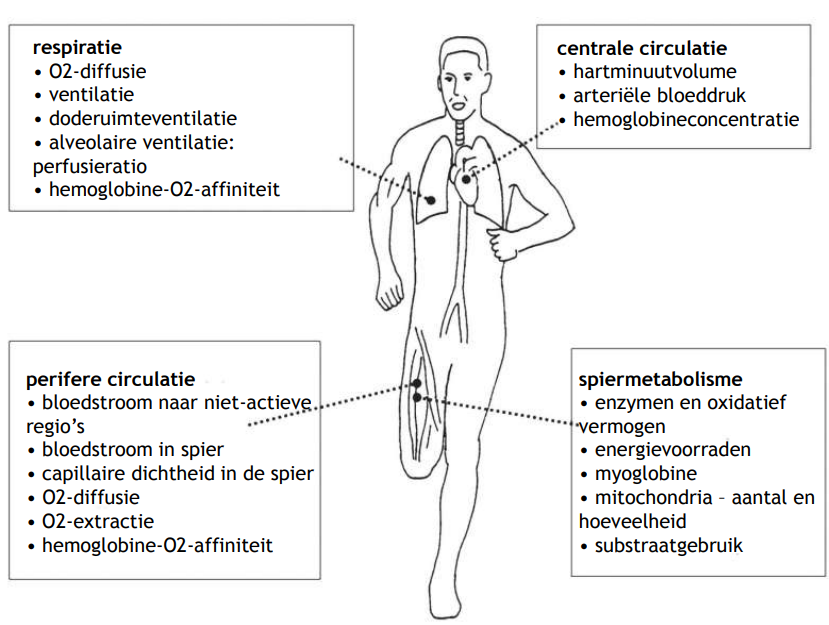 respiratie
• O2-diffusie
• ventilatie
• doderuimteventilatie
• alveolaire ventilatie:
perfusieratio
• hemoglobine-O2-affiniteit
centrale circulatie
• hartminuutvolume
• arteriële bloeddruk
• hemoglobineconcentratie
perifere circulatie
• bloedstroom naar niet-actieve
regio’s
• bloedstroom in spier
• capillaire dichtheid in de spier
• O2-diffusie
• O2-extractie
• hemoglobine-O2-affiniteit
spiermetabolisme
• enzymen en oxidatief
vermogen
• energievoorraden
• myoglobine
• mitochondria – aantal en
hoeveelheid
• substraatgebruik